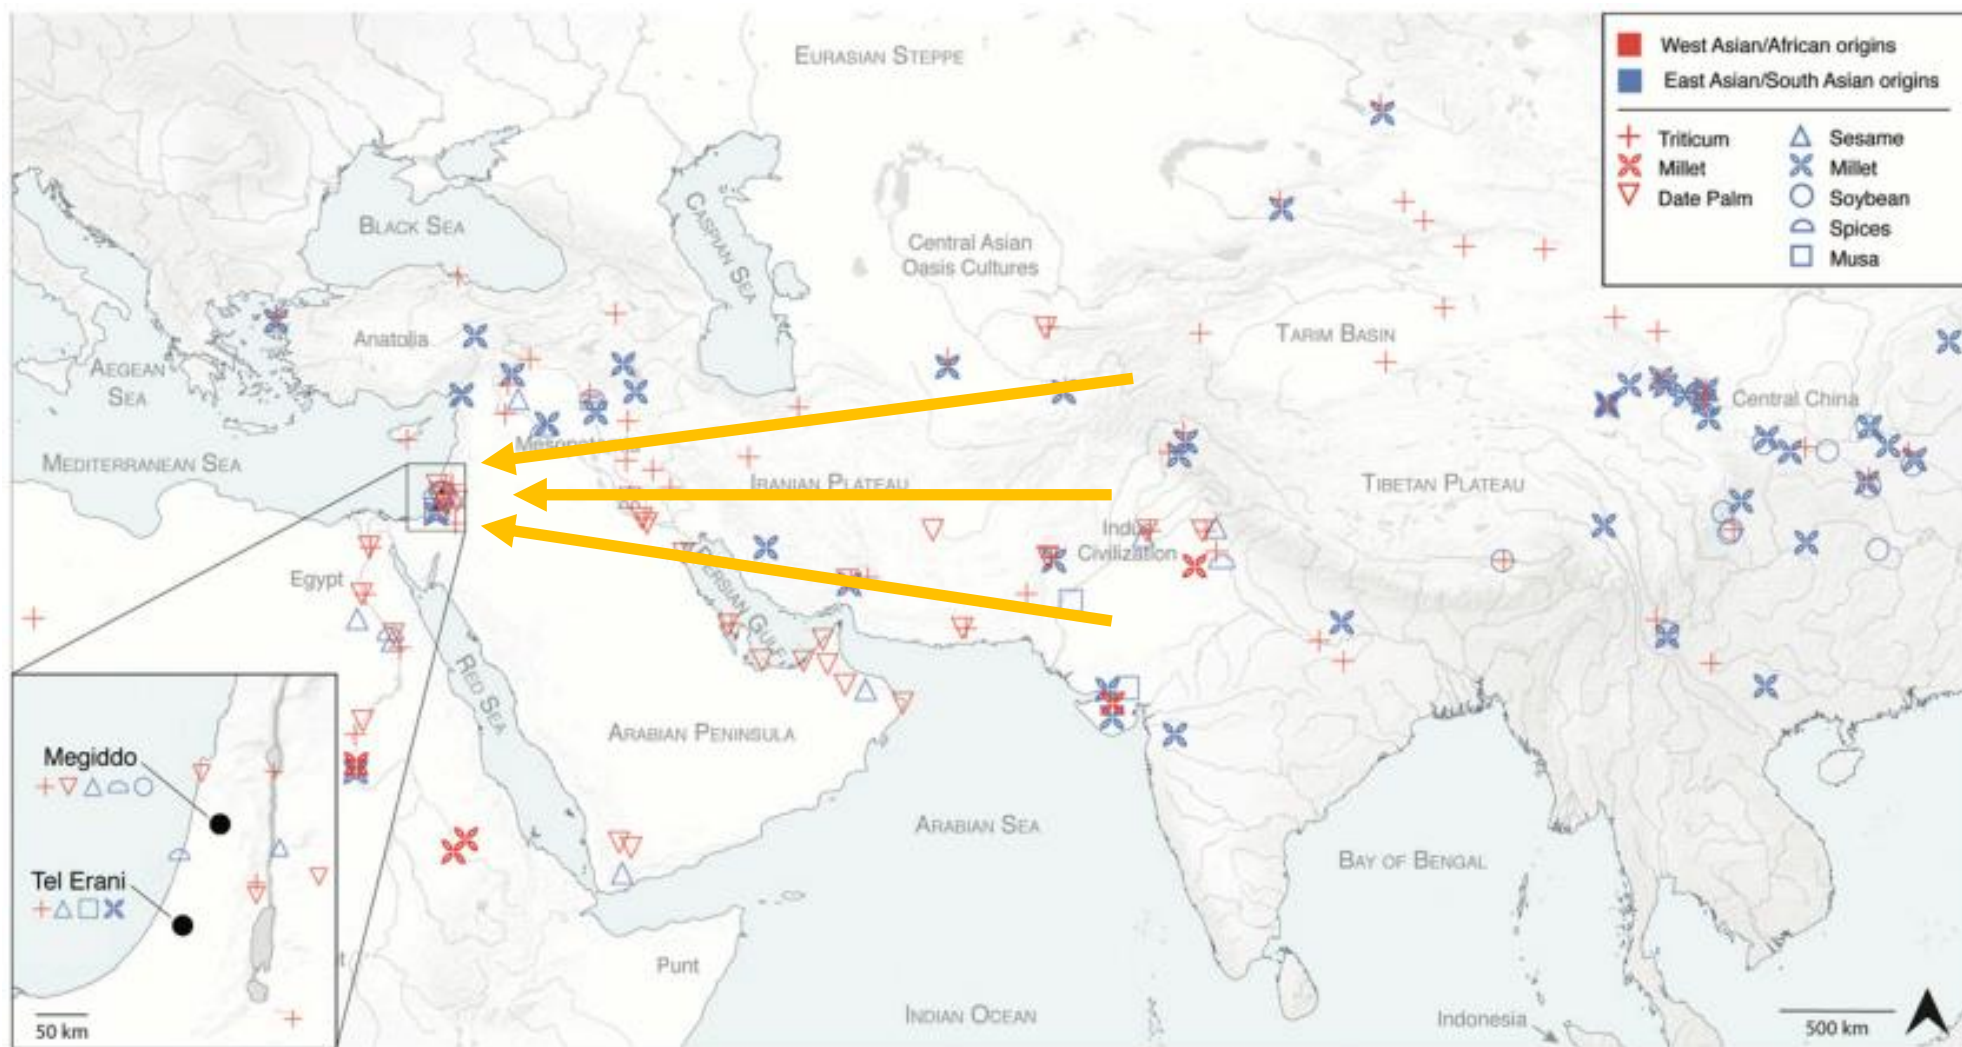 EURASIAN STEPPE
West Asian/African origins
East Asian/South Asian origins
Triticum
Millet
Date Palm
Sesame
Millet
Soybean
Spices
Musa
BLACK SEA
CASPIAN SEA
Central Asian
Oasis Cultures
Anatolia
TARIM BASIN
AEGEAN
SEA
Central China
MEDITERRANEAN SEA
IRANIAN PLATEAU
TIBETAN PLATEAU
Civilization
Egypt
PERSIAN GULF
RED SEA
ARABIAN PENINSULA
Megiddo
Tel Erani
50 km
ARABIAN SEA
BAY OF BENGAL
Punt
INDIAN OCEAN
Indonesia
500 km